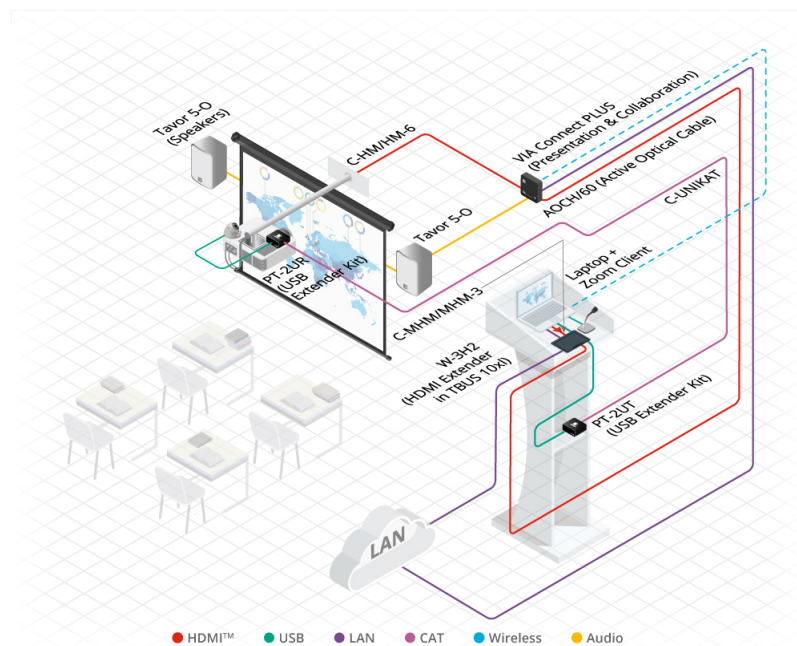 Tavor 5-O
(Speakers)
C-HM/HM-6
VIA Connect PLUS
(Presentation & Collaboration)
AOCH/60 (Active Optical Cable)
C-UNIKAT
Tavor 5-O
PT-2UR
(USB
Extender Kit)
C-MHM/MHM-3
Laptop +
Zoom Client
W-3H2
(HDMI Extender
in TBUS 10xl)
PT-2UT
(USB Extender Kit)
LAN
HDMI™
USB
LAN
CAT
Wireless
Audio